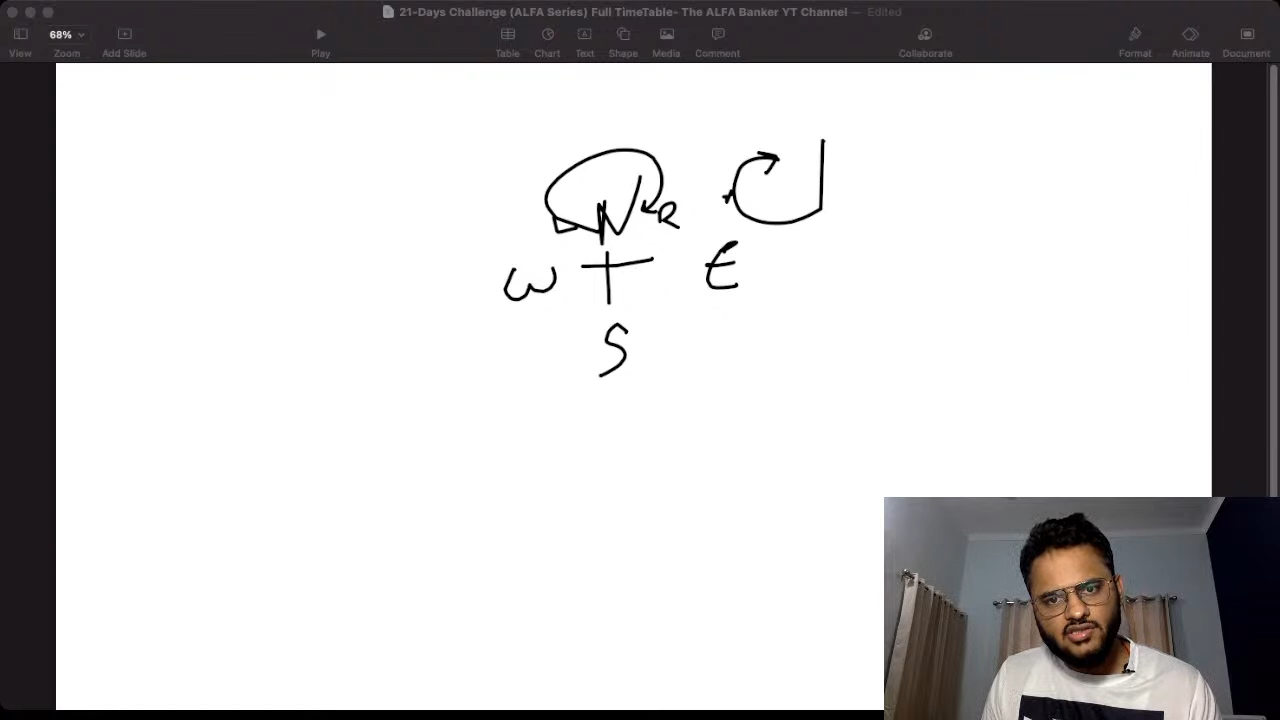 21-Days Challenge (ALFA Series) Full TimeTable- The ALFA Banker YT Channel — Edited
68%
View Zoom Add Slide Play Table Chart Text Shape Media Comment Collaborate Format Animate Document
N R
W E
S